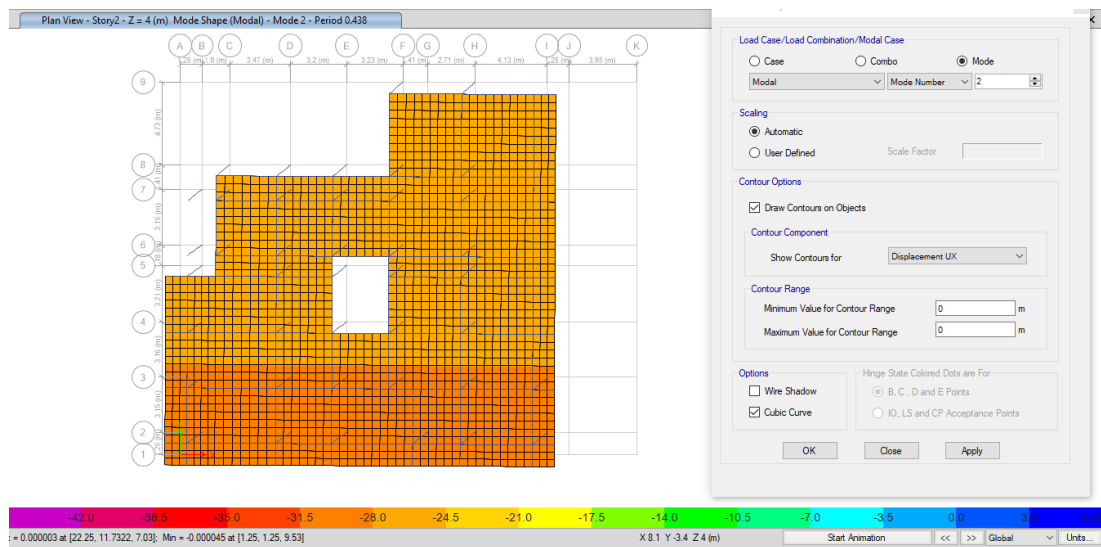 Plan View - Story2 - Z = 4 (m) Mode Shape (Modal) - Mode 2 - Period 0.438
A B C D E F G H I J K
1.6 (m) 3.47 (m) 3.2 (m) 3.23 (m) .41 (m) 2.71 (m) 4.13 (m) .25 (m) 3.85 (m)
9
4.73 (m)
8
7
3.15 (m)
6
5
3.21 (m)
4
3.16 (m)
3
3.15 (m)
2
1
Load Case/Load Combination/Modal Case
Case Combo Mode
Modal Mode Number 2
Scaling
Automatic
User Defined Scale Factor
Contour Options
Draw Contours on Objects
Contour Component
Show Contours for Displacement UX
Contour Range
Minimum Value for Contour Range 0 m
Maximum Value for Contour Range 0 m
Options
Wire Shadow
Cubic Curve
Hinge State Colored Dots are For
B, C , D and E Points
IO, LS and CP Acceptance Points
OK Close Apply
-42.0 -38.5 -35.0 -31.5 -28.0 -24.5 -21.0 -17.5 -14.0 -10.5 -7.0 -3.5 0.0
= 0.000003 at [22.25, 11.7322, 7.03]; Min = -0.000045 at [1.25, 1.25, 9.53]
X 8.1 Y -3.4 Z 4 (m) Start Animation << >> Global Units...